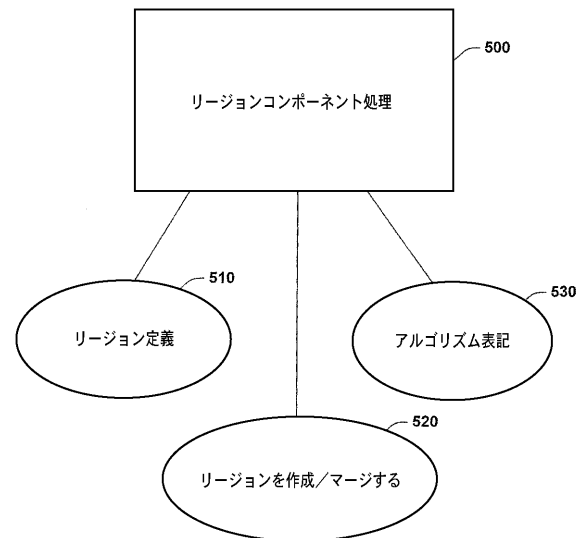 500
リージョンコンポーネント処理
510
リージョン定義
530
アルゴリズム表記
520
リージョンを作成／マージする